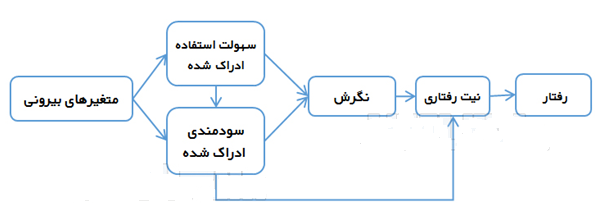 متغیرهای بیرونی
سهولت استفاده
ادراک شده
سودمندی
ادراک شده
نگرش
نیت رفتاری
رفتار